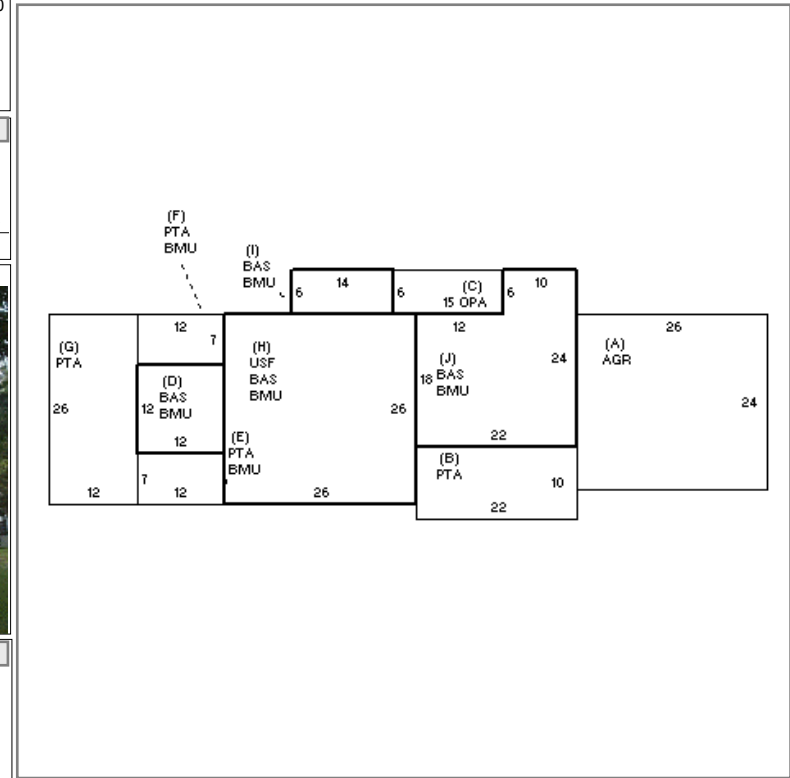 (F)
PTA
BMU
(I)
BAS
BMU
6
14
6
(C)
15 OPA
6
10
12
7
(G)
PTA
26
12
(D)
BAS
12 BMU
12
7
12
(H)
USF
BAS
BMU
26
(E)
PTA
BMU
26
12
(J)
18 BAS
BMU
24
22
(B)
PTA
10
22
26
(A)
AGR
24